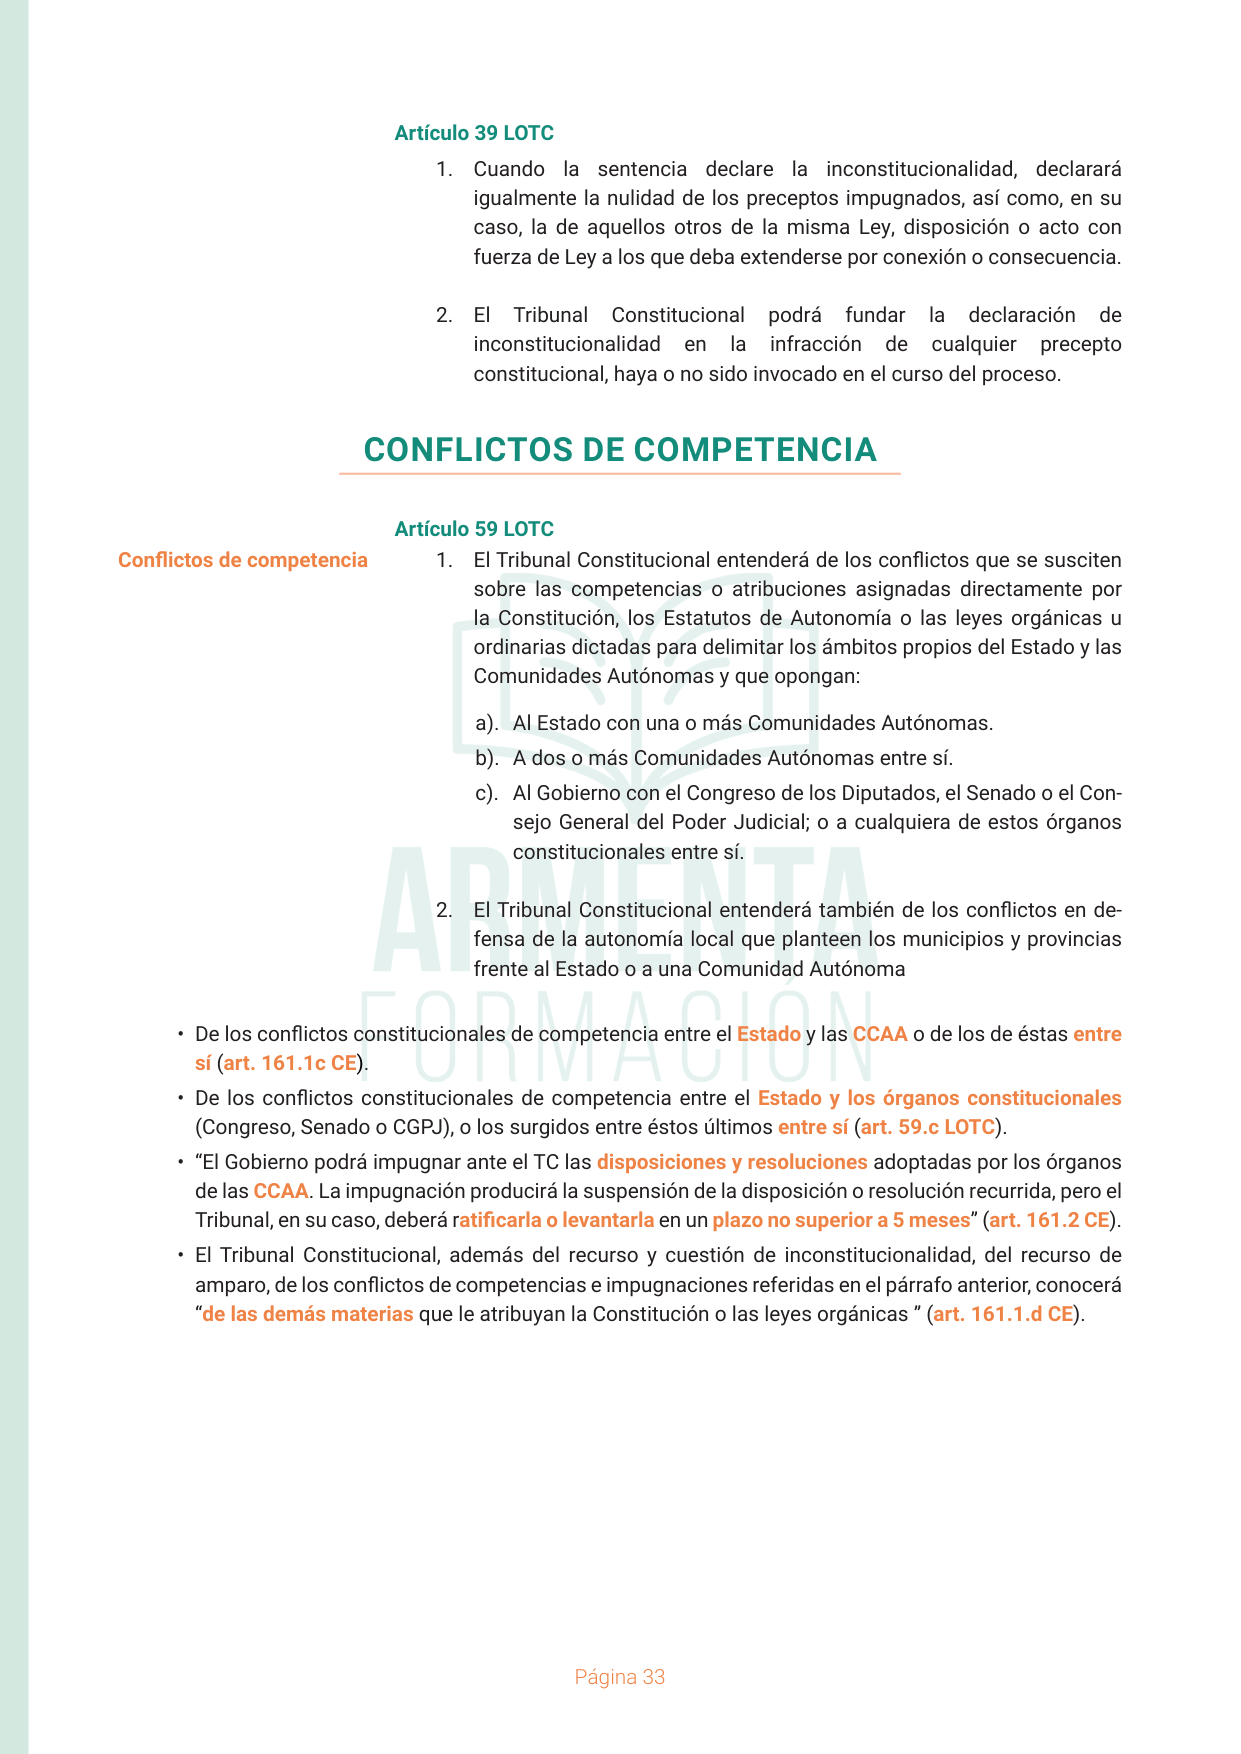 Artículo 39 LOTC
1. Cuando la sentencia declare la inconstitucionalidad, declarará
igualmente la nulidad de los preceptos impugnados, así como, en su
caso, la de aquellos otros de la misma Ley, disposición o acto con
fuerza de Ley a los que deba extenderse por conexión o consecuencia.
2. El Tribunal Constitucional podrá fundar la declaración de
inconstitucionalidad en la infracción de cualquier precepto
constitucional, haya o no sido invocado en el curso del proceso.
CONFLICTOS DE COMPETENCIA
Artículo 59 LOTC
Conflictos de competencia
1. El Tribunal Constitucional entenderá de los conflictos que se susciten
sobre las competencias o atribuciones asignadas directamente por
la Constitución, los Estatutos de Autonomía o las leyes orgánicas u
ordinarias dictadas para delimitar los ámbitos propios del Estado y las
Comunidades Autónomas y que opongan:
a). Al Estado con una o más Comunidades Autónomas.
b). A dos o más Comunidades Autónomas entre sí.
c). Al Gobierno con el Congreso de los Diputados, el Senado o el Con-
sejo General del Poder Judicial; o a cualquiera de estos órganos
constitucionales entre sí.
2. El Tribunal Constitucional entenderá también de los conflictos en de-
fensa de la autonomía local que planteen los municipios y provincias
frente al Estado o a una Comunidad Autónoma
ARMENTA
FORMACIÓN
• De los conflictos constitucionales de competencia entre el Estado y las CCAA o de los de éstas entre
sí (art. 161.1c CE).
• De los conflictos constitucionales de competencia entre el Estado y los órganos constitucionales
(Congreso, Senado o CGPJ), o los surgidos entre éstos últimos entre sí (art. 59.c LOTC).
• “El Gobierno podrá impugnar ante el TC las disposiciones y resoluciones adoptadas por los órganos
de las CCAA. La impugnación producirá la suspensión de la disposición o resolución recurrida, pero el
Tribunal, en su caso, deberá ratificarla o levantarla en un plazo no superior a 5 meses” (art. 161.2 CE).
• El Tribunal Constitucional, además del recurso y cuestión de inconstitucionalidad, del recurso de
amparo, de los conflictos de competencias e impugnaciones referidas en el párrafo anterior, conocerá
“de las demás materias que le atribuyan la Constitución o las leyes orgánicas ” (art. 161.1.d CE).
Página 33